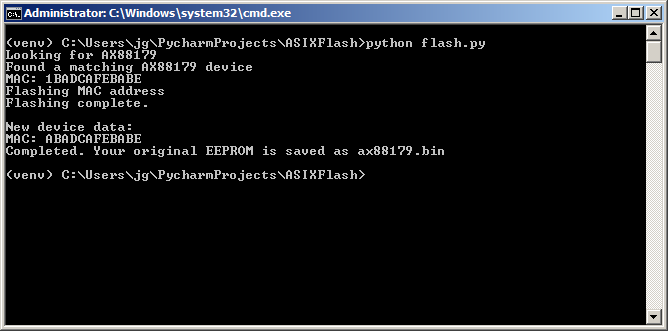 Administrator: C:\Windows\system32\cmd.exe
(venv) C:\Users\jg\PycharmProjects\ASIXFlash>python flash.py
Looking for AX88179
Found a matching AX88179 device
MAC: 1BADCAFEBABE
Flashing MAC address
Flashing complete.
New device data:
MAC: ABADCAFEBABE
Completed. Your original EEPROM is saved as ax88179.bin
(venv) C:\Users\jg\PycharmProjects\ASIXFlash>